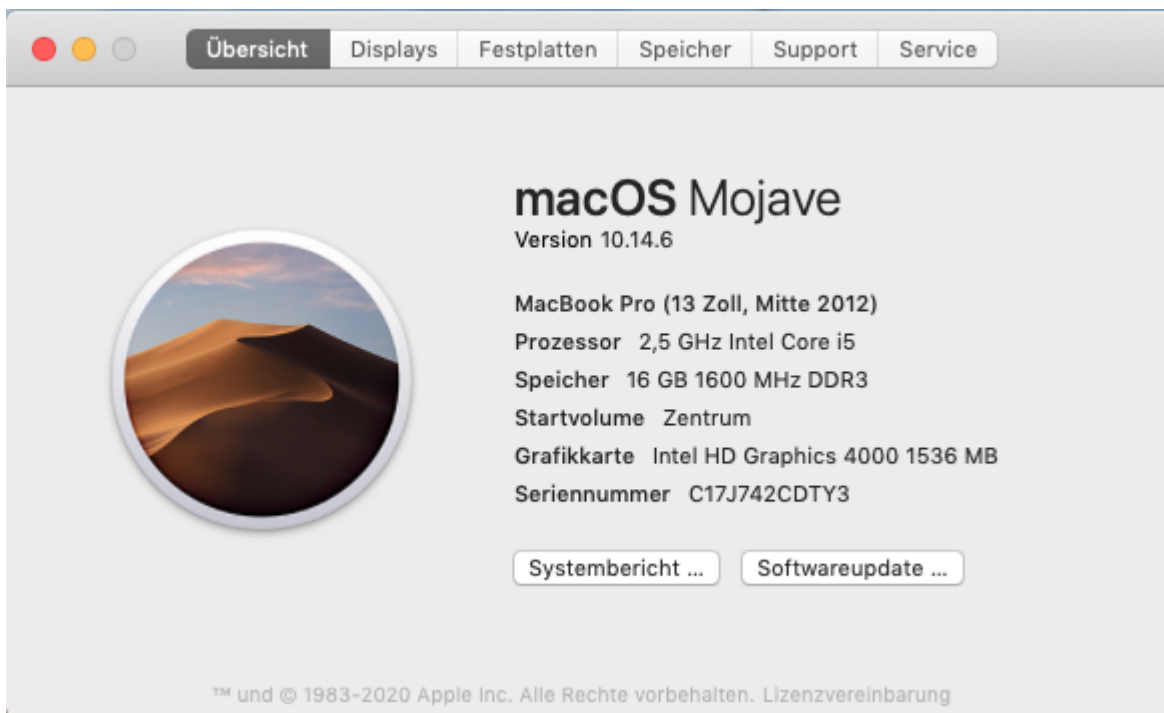 Übersicht Displays Festplatten Speicher Support Service
macOS Mojave
Version 10.14.6
MacBook Pro (13 Zoll, Mitte 2012)
Prozessor 2,5 GHz Intel Core i5
Speicher 16 GB 1600 MHz DDR3
Startvolume Zentrum
Grafikkarte Intel HD Graphics 4000 1536 MB
Seriennummer C17J742CDTY3
Systembericht ... Softwareupdate ...
™ und © 1983-2020 Apple Inc. Alle Rechte vorbehalten. Lizenzvereinbarung